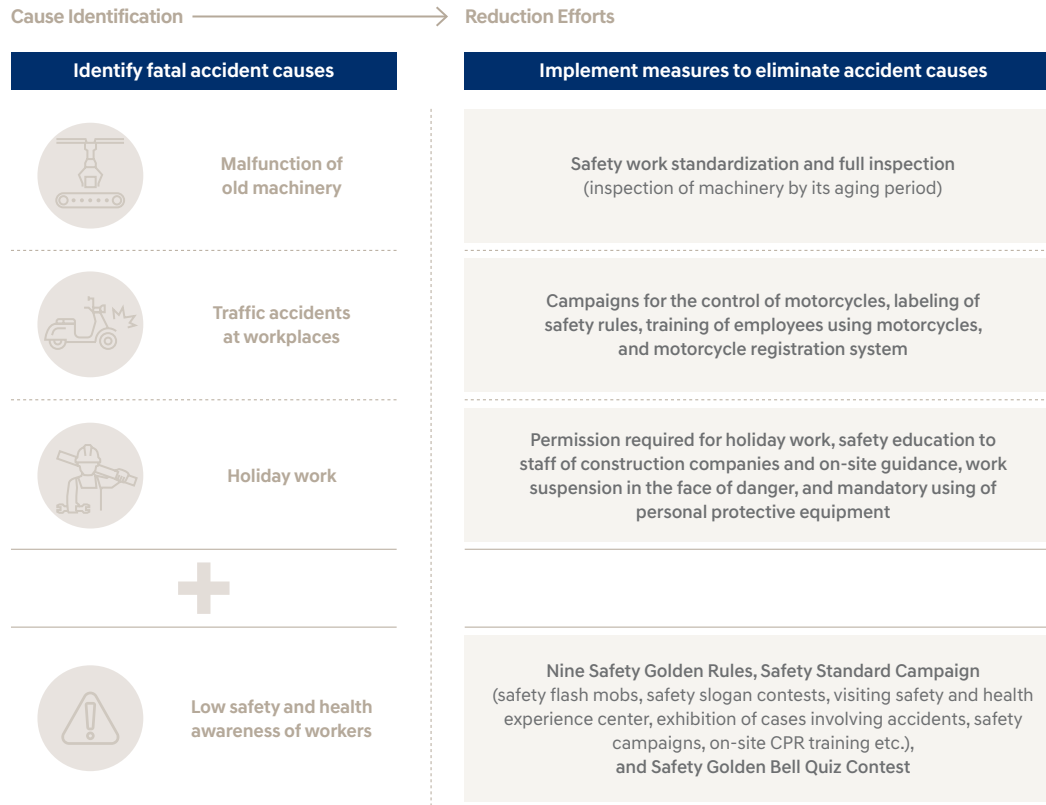 Cause Identification
Reduction Efforts
Identify fatal accident causes
Implement measures to eliminate accident causes
Malfunction of
old machinery
Safety work standardization and full inspection
(inspection of machinery by its aging period)
Traffic accidents
at workplaces
Campaigns for the control of motorcycles, labeling of
safety rules, training of employees using motorcycles,
and motorcycle registration system
Holiday work
Permission required for holiday work, safety education to
staff of construction companies and on-site guidance, work
suspension in the face of danger, and mandatory using of
personal protective equipment
Low safety and health
awareness of workers
Nine Safety Golden Rules, Safety Standard Campaign
(safety flash mobs, safety slogan contests, visiting safety and health
experience center, exhibition of cases involving accidents, safety
campaigns, on-site CPR training etc.),
and Safety Golden Bell Quiz Contest